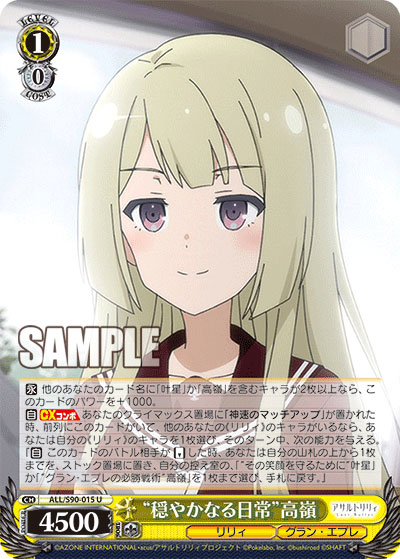 LEVEL
1
0
COST
SAMPLE
永 他のあなたのカード名に「叶星」か「高嶺」を含むキャラが2枚以上なら、こ
のカードのパワーを+1000。
自 CXコンボ あなたのクライマックス置場に「神速のマッチアップ」が置かれた
時、前列にこのカードがいて、他のあなたの《リリィ》のキャラがいるなら、あ
なたは自分の《リリィ》のキャラを1枚選び、そのターン中、次の能力を与え
る。『自 このカードのバトル相手が した時、あなたは自分の山札の上から1
枚を、ストック置場に置き、自分の控え室の、「“その笑顔を守るために”叶星」
か「“グラン・エプレの必勝戦術”高嶺」を1枚まで選び、手札に戻す。』
CH
ALL/S90-015 U
4500
“穏やかなる日常”高嶺
アサルトリリィ
リリィ
グラン・エプレ
©AZONE INTERNATIONAL・acus/アサルトリリィプロジェクト ©Pokelabo, Inc. ©bushiroad ©SHAFT